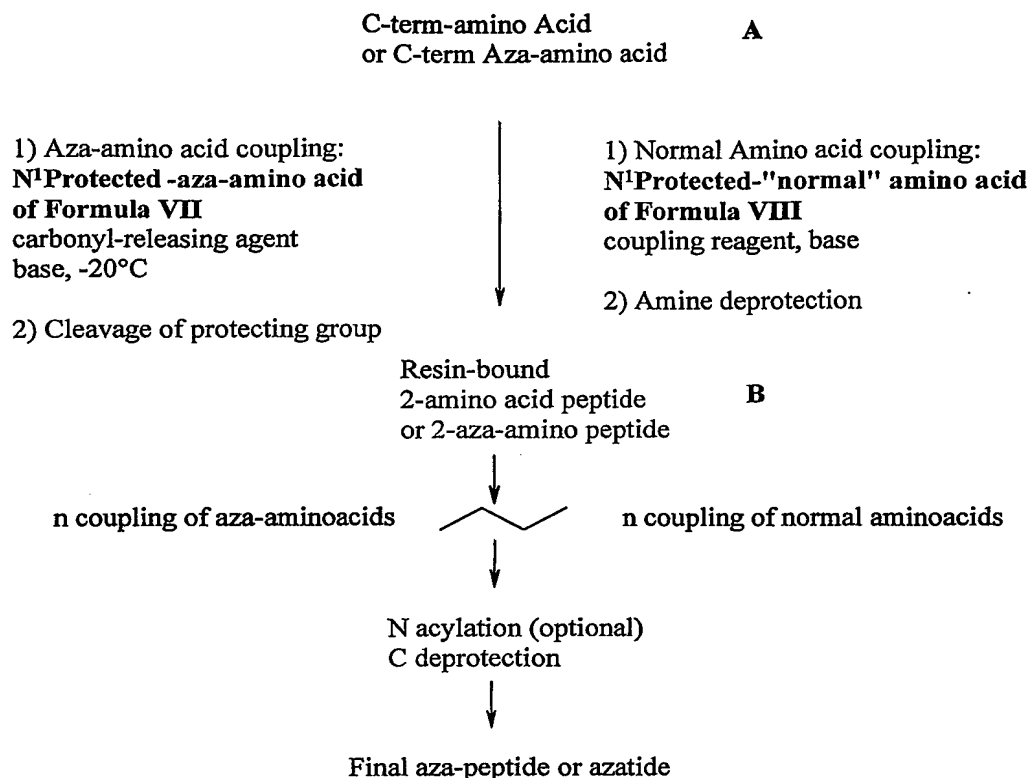 C-term-amino Acid
or C-term Aza-amino acid
A
1) Aza-amino acid coupling:
N¹Protected -aza-amino acid
of Formula VII
carbonyl-releasing agent
base, -20°C
2) Cleavage of protecting group
1) Normal Amino acid coupling:
N¹Protected-"normal" amino acid
of Formula VIII
coupling reagent, base
2) Amine deprotection
Resin-bound
2-amino acid peptide
or 2-aza-amino peptide
B
n coupling of aza-aminoacids
n coupling of normal aminoacids
N acylation (optional)
C deprotection
Final aza-peptide or azatide